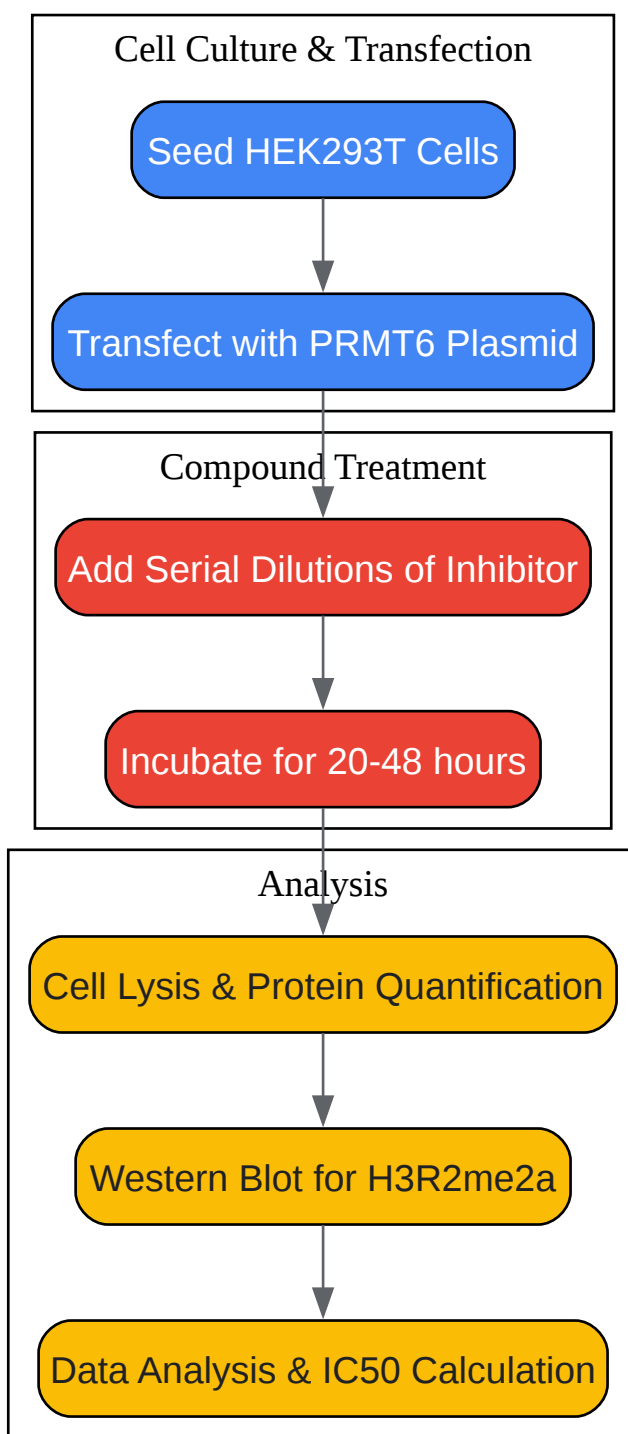 Cell Culture & Transfection
Seed HEK293T Cells
Transfect with PRMT6 Plasmid
Compound Treatment
Add Serial Dilutions of Inhibitor
Incubate for 20-48 hours
Analysis
Cell Lysis & Protein Quantification
Western Blot for H3R2me2a
Data Analysis & IC50 Calculation